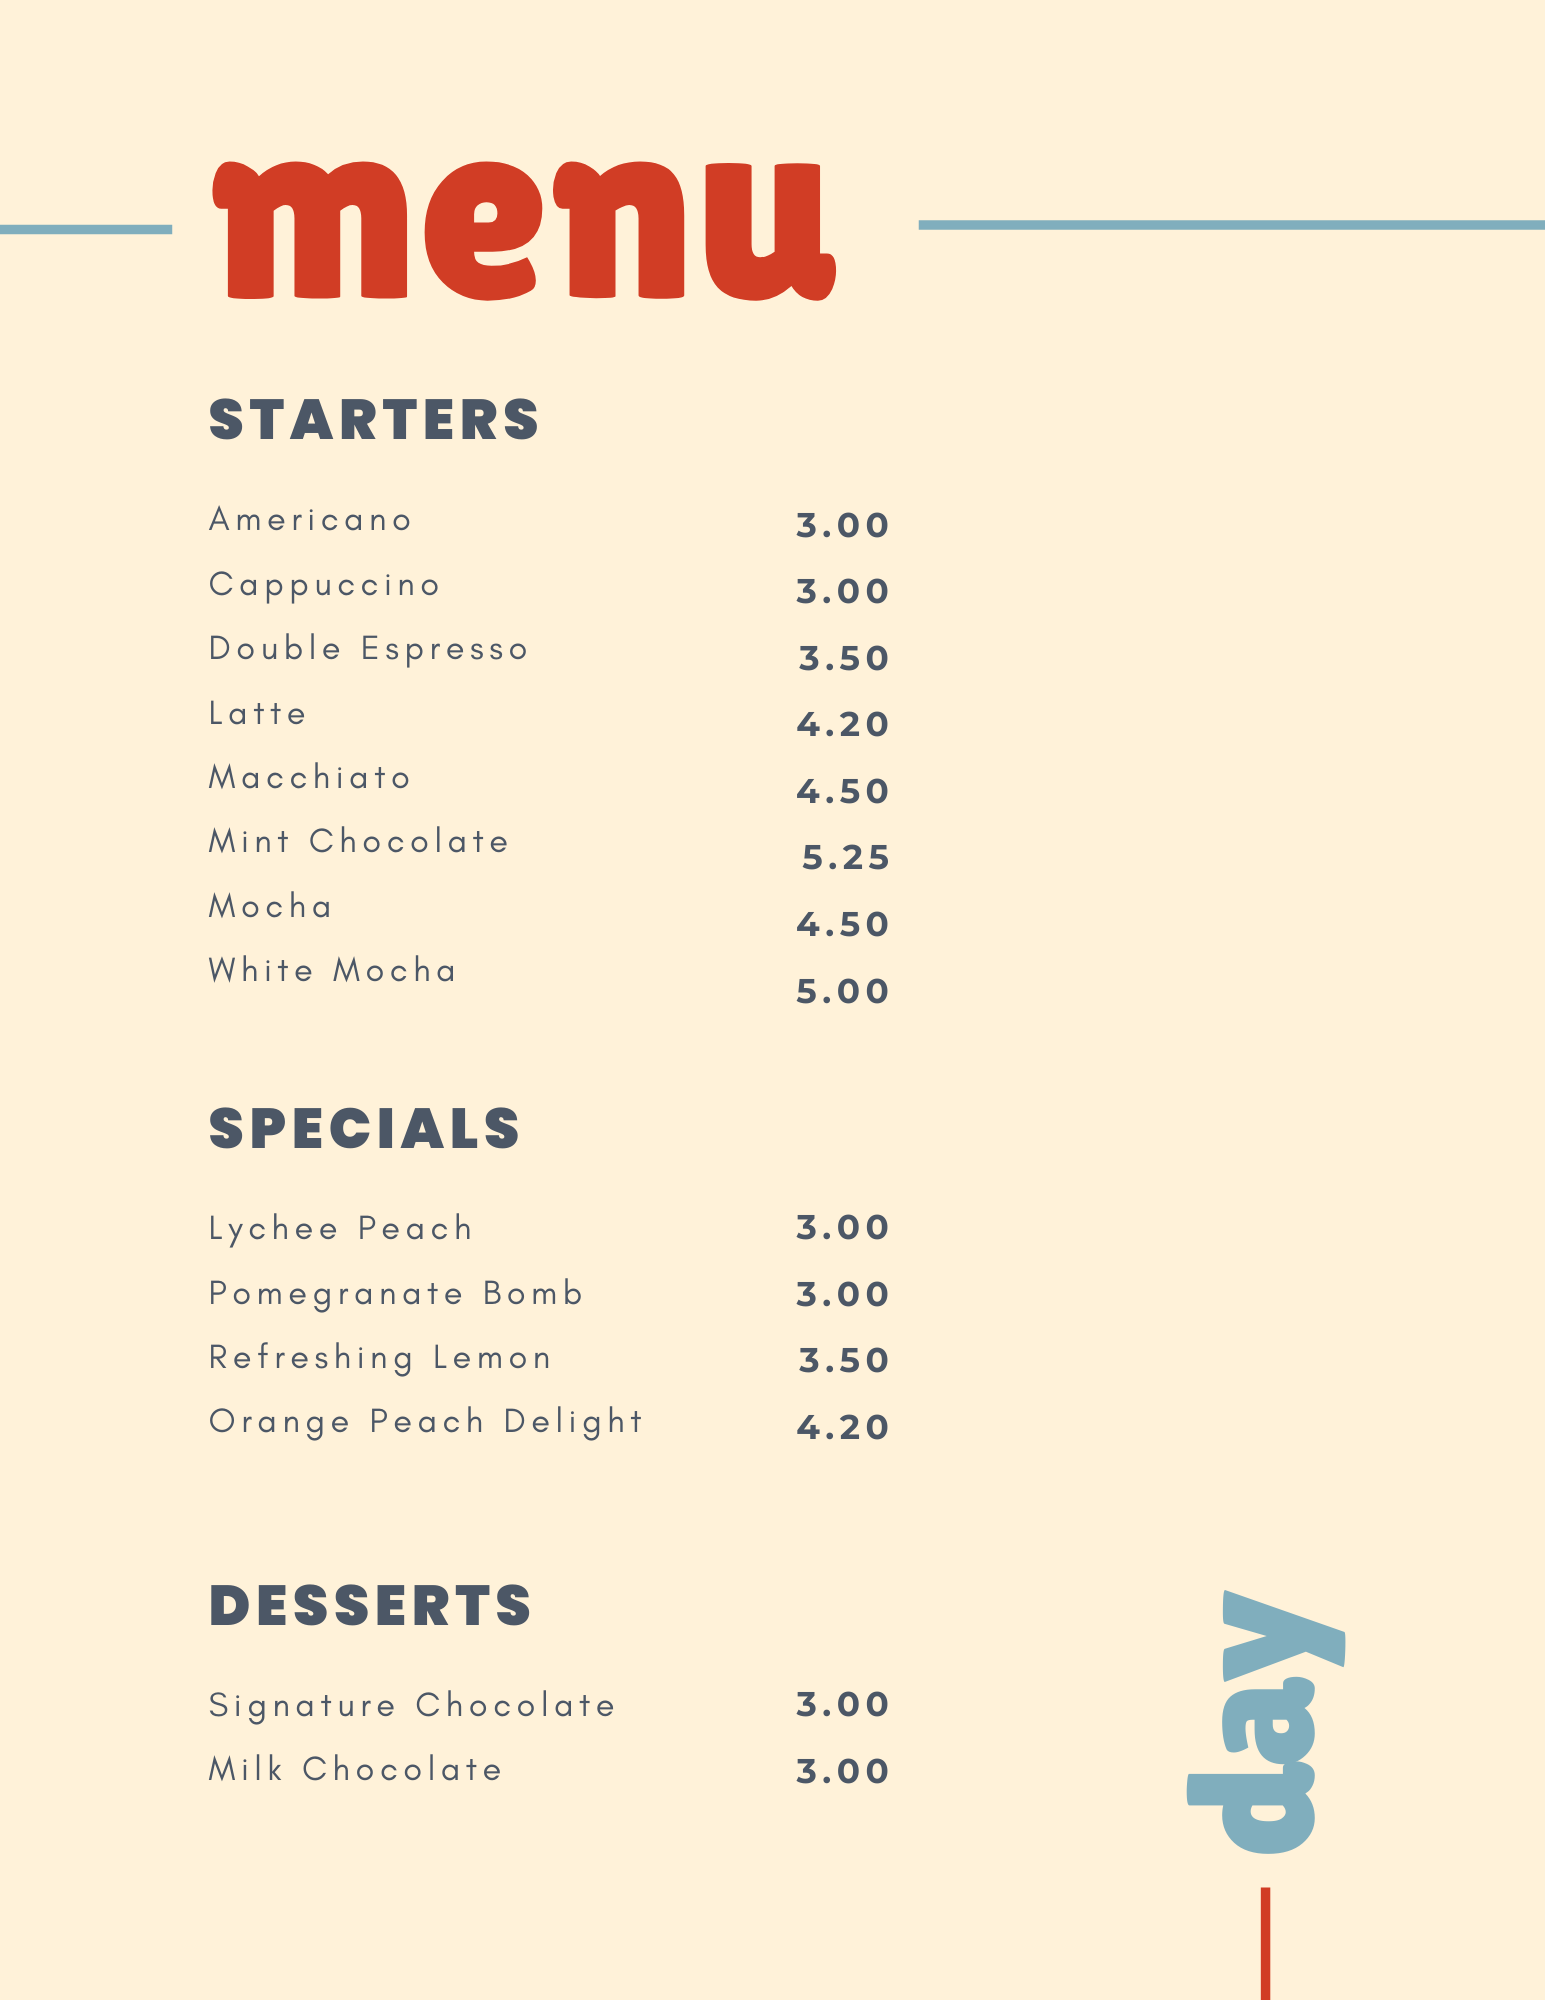 menu
STARTERS
Americano 3.00
Cappuccino 3.00
Double Espresso 3.50
Latte 4.20
Macchiato 4.50
Mint Chocolate 5.25
Mocha 4.50
White Mocha 5.00
SPECIALS
Lychee Peach 3.00
Pomegranate Bomb 3.00
Refreshing Lemon 3.50
Orange Peach Delight 4.20
DESSERTS
Signature Chocolate 3.00
Milk Chocolate 3.00
day